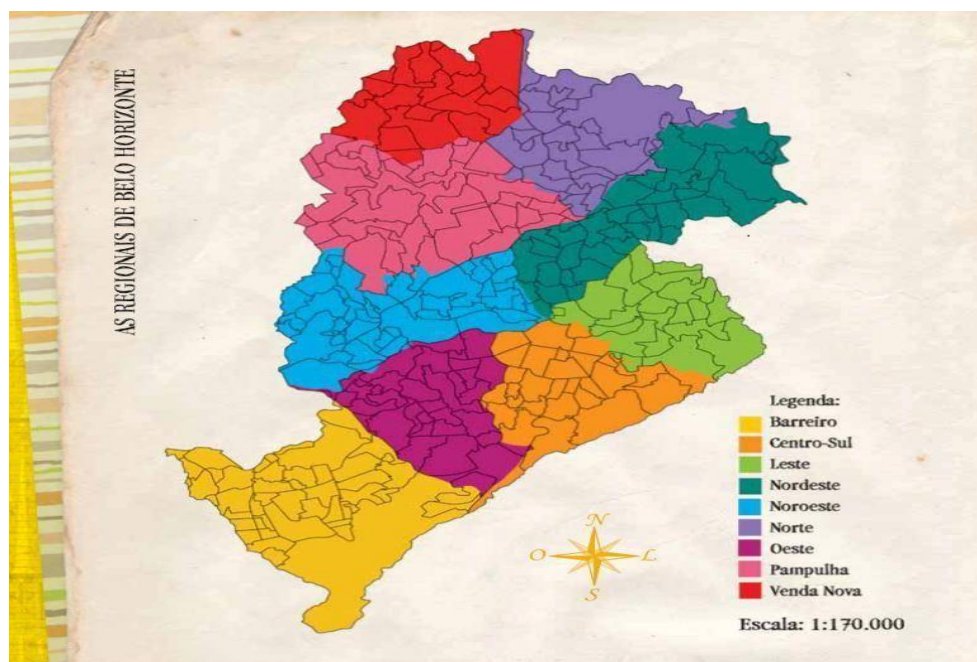 AS REGIONAIS DE BELO HORIZONTE
Legenda:
Barreiro
Centro-Sul
Leste
Nordeste
Noroeste
Norte
Oeste
Pampulha
Venda Nova
N
O
L
S
Escala: 1:170.000